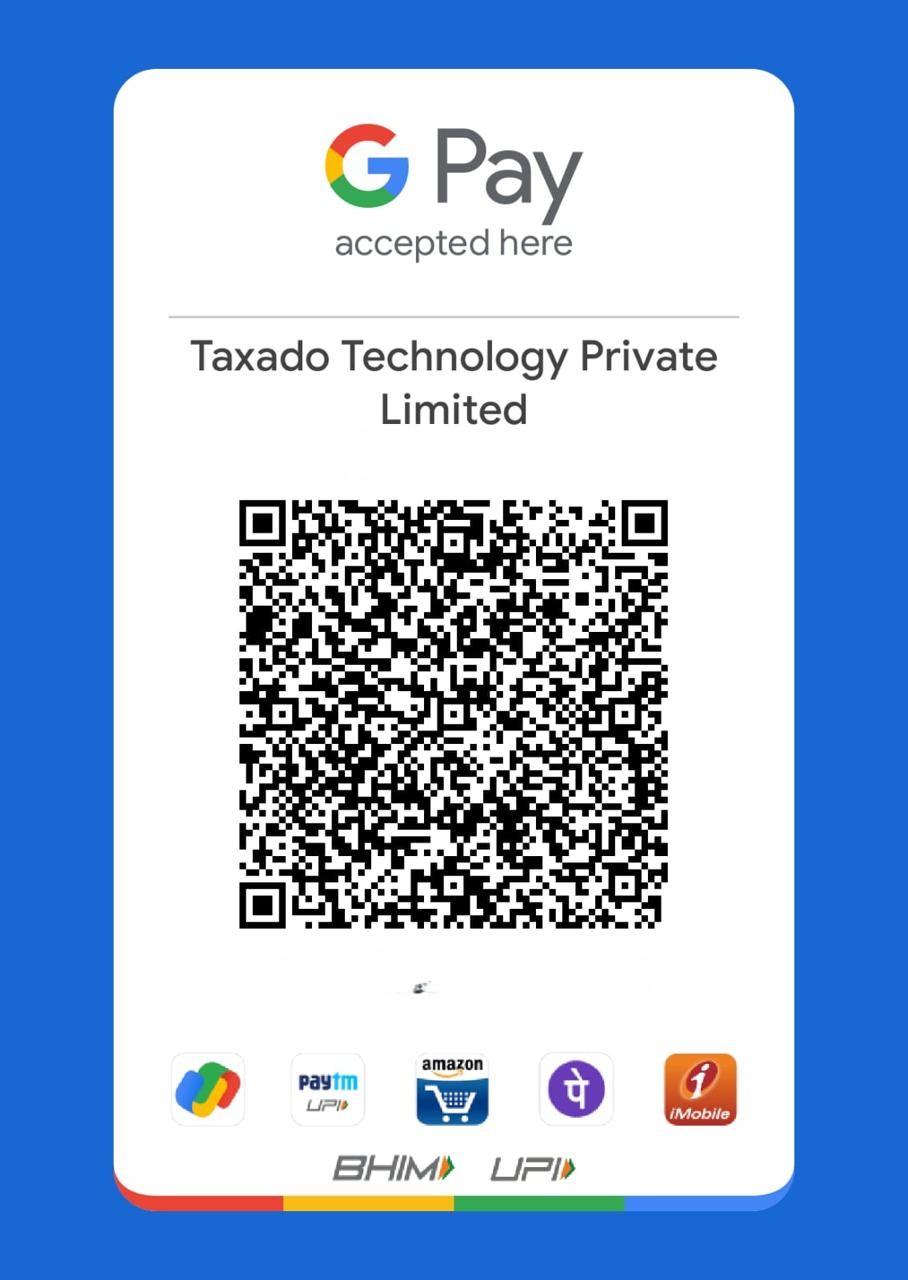 G Pay
accepted here
Taxado Technology Private
Limited
paytm
UPI
amazon
पे
i
iMobile
BHIM UPI